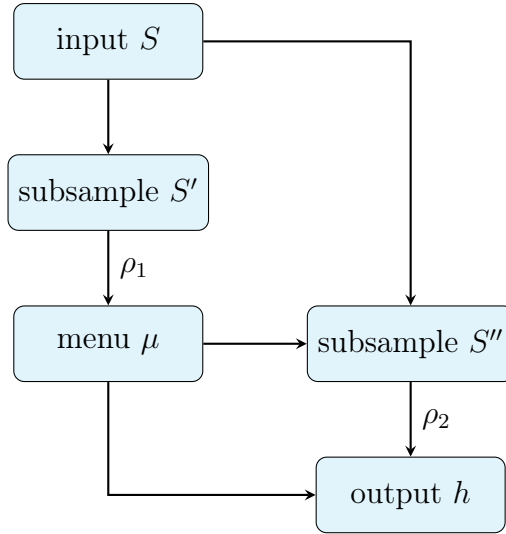 input S
subsample S′
ρ₁
menu μ
subsample S″
ρ₂
output h